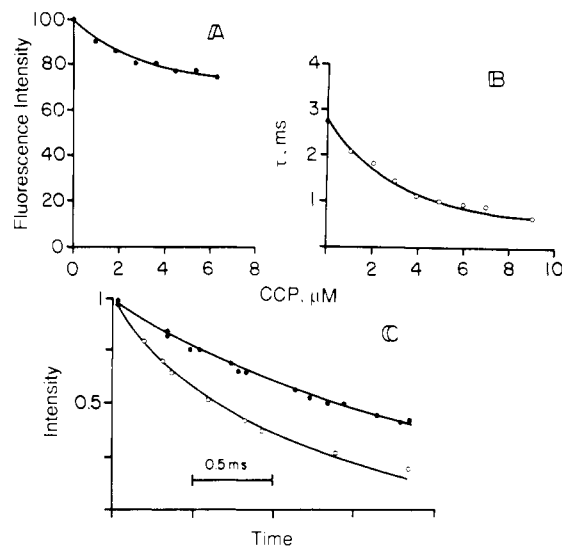 A
Fluorescence Intensity
100
80
60
40
20
0
0 2 4 6 8
B
τ, ms
4
3
2
1
0 2 4 6 8 10
CCP, μM
C
Intensity
1
0.5
0.5 ms
Time